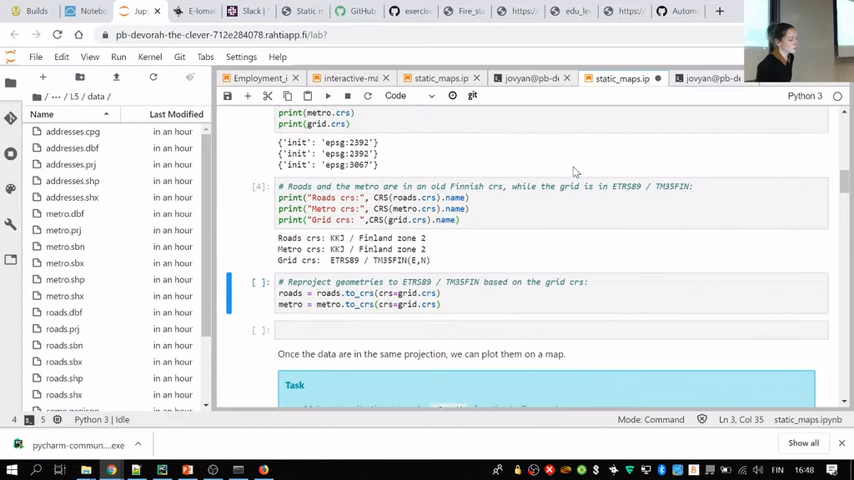 Builds -
Notebo
Jup
E-loma
Slack |
Static m
GitHub
exercise
Fire_st
https://
edu_lev
https://
Autom
pb-devorah-the-clever-712e284078.rahtiapp.fi/lab?
File Edit View Run Kernel Git Tabs Settings Help
Employment_i
interactive-ma
static_maps.ip
jovyan@pb-d
static_maps.ip
jovyan@pb-de
/ ··· / L5 / data /
Code
git
Python 3
Name
Last Modified
addresses.cpg in an hour
addresses.dbf in an hour
addresses.prj in an hour
addresses.shp in an hour
addresses.shx in an hour
metro.dbf in an hour
metro.prj in an hour
metro.sbn in an hour
metro.sbx in an hour
metro.shp in an hour
metro.shx in an hour
roads.dbf in an hour
roads.prj in an hour
roads.sbn in an hour
roads.sbx in an hour
roads.shp in an hour
roads.shx in an hour
in an hour
print(metro.crs)
print(grid.crs)
{'init': 'epsg:2392'}
{'init': 'epsg:2392'}
{'init': 'epsg:3067'}
[4]: # Roads and the metro are in an old Finnish crs, while the grid is in ETRS89 / TM35FIN:
print("Roads crs:", CRS(roads.crs).name)
print("Metro crs:", CRS(metro.crs).name)
print("Grid crs: ",CRS(grid.crs).name)
Roads crs: KKJ / Finland zone 2
Metro crs: KKJ / Finland zone 2
Grid crs:  ETRS89 / TM35FIN(E,N)
[ ]: # Reproject geometries to ETRS89 / TM35FIN based on the grid crs:
roads = roads.to_crs(crs=grid.crs)
metro = metro.to_crs(crs=grid.crs)
[ ]:
Once the data are in the same projection, we can plot them on a map.
Task
4 5 Python 3 | Idle
Mode: Command
Ln 3, Col 35
static_maps.ipynb
pycharm-commun....exe
Show all
FIN
16:48